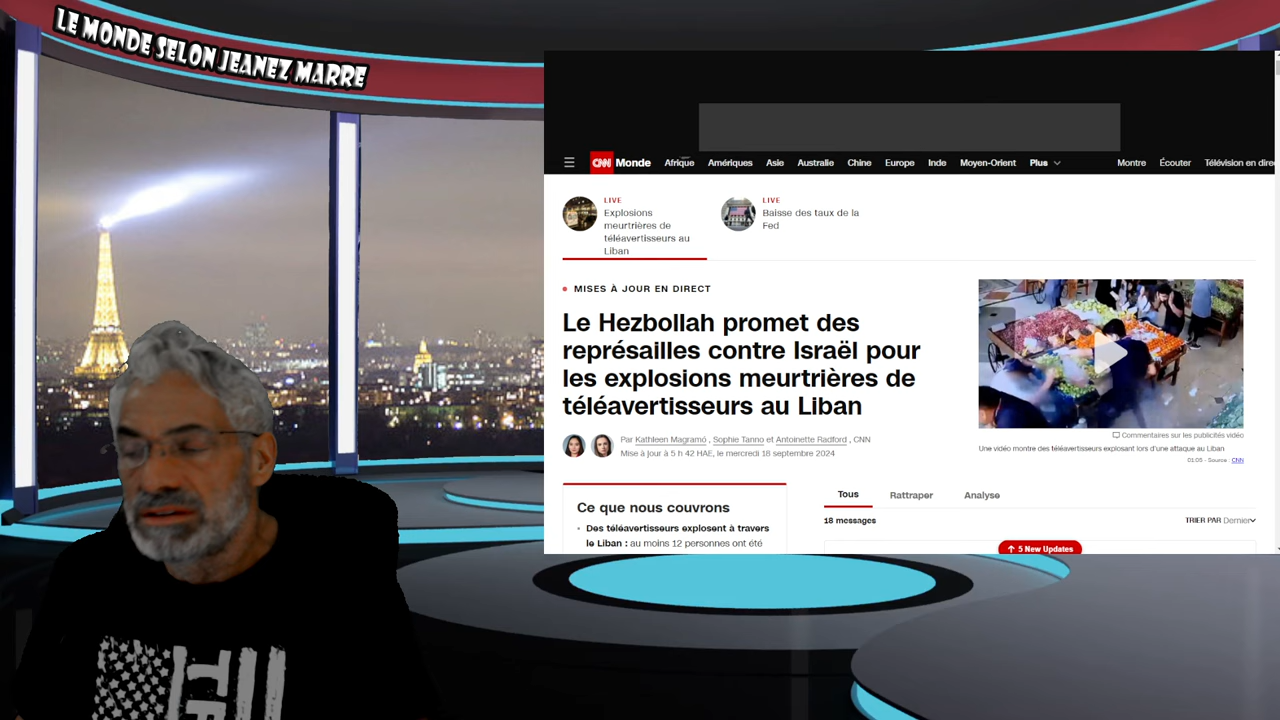 LE MONDE SELON JEANEZ MARRE
CNN Monde Afrique Amériques Asie Australie Chine Europe Inde Moyen-Orient Plus Montre Écouter Télévision en direc
LIVE
Explosions
meurtrières de
téléavertisseurs au
Liban
LIVE
Baisse des taux de la
Fed
MISES À JOUR EN DIRECT
Le Hezbollah promet des
représailles contre Israël pour
les explosions meurtrières de
téléavertisseurs au Liban
Par Kathleen Magramó , Sophie Tanno et Antoinette Radford , CNN
Mise à jour à 5 h 42 HAE, le mercredi 18 septembre 2024
Commentaires sur les publicités vidéo
Une vidéo montre des téléavertisseurs explosant lors d'une attaque au Liban
01:05 - Source : CNN
Ce que nous couvrons
• Des téléavertisseurs explosent à travers
le Liban : au moins 12 personnes ont été
Tous Rattraper Analyse
18 messages
TRIER PAR Dernier
↑ 5 New Updates